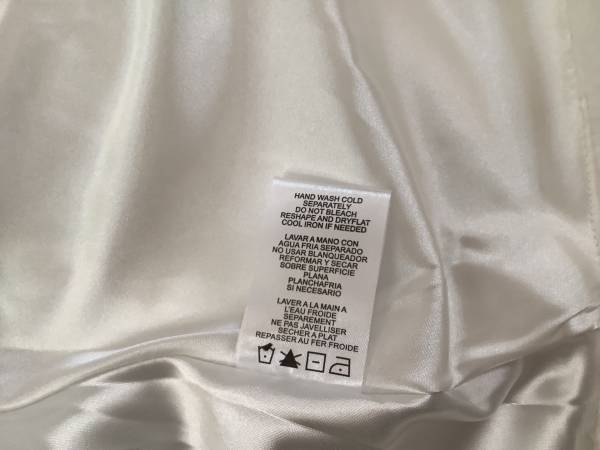 HAND WASH COLD
SEPARATELY
DO NOT BLEACH
RESHAPE AND DRYFLAT
COOL IRON IF NEEDED
LAVAR A MANO CON
AGUA FRIA SEPARADO
NO USAR BLANQUEADOR
REFORMAR Y SECAR
SOBRE SUPERFICIE
PLANA
PLANCHAFRIA
SI NECESARIO
LAVER A LA MAIN A
L'EAU FROIDE
SEPAREMENT
NE PAS JAVELLISER
SECHER A PLAT
REPASSER AU FER FROIDE